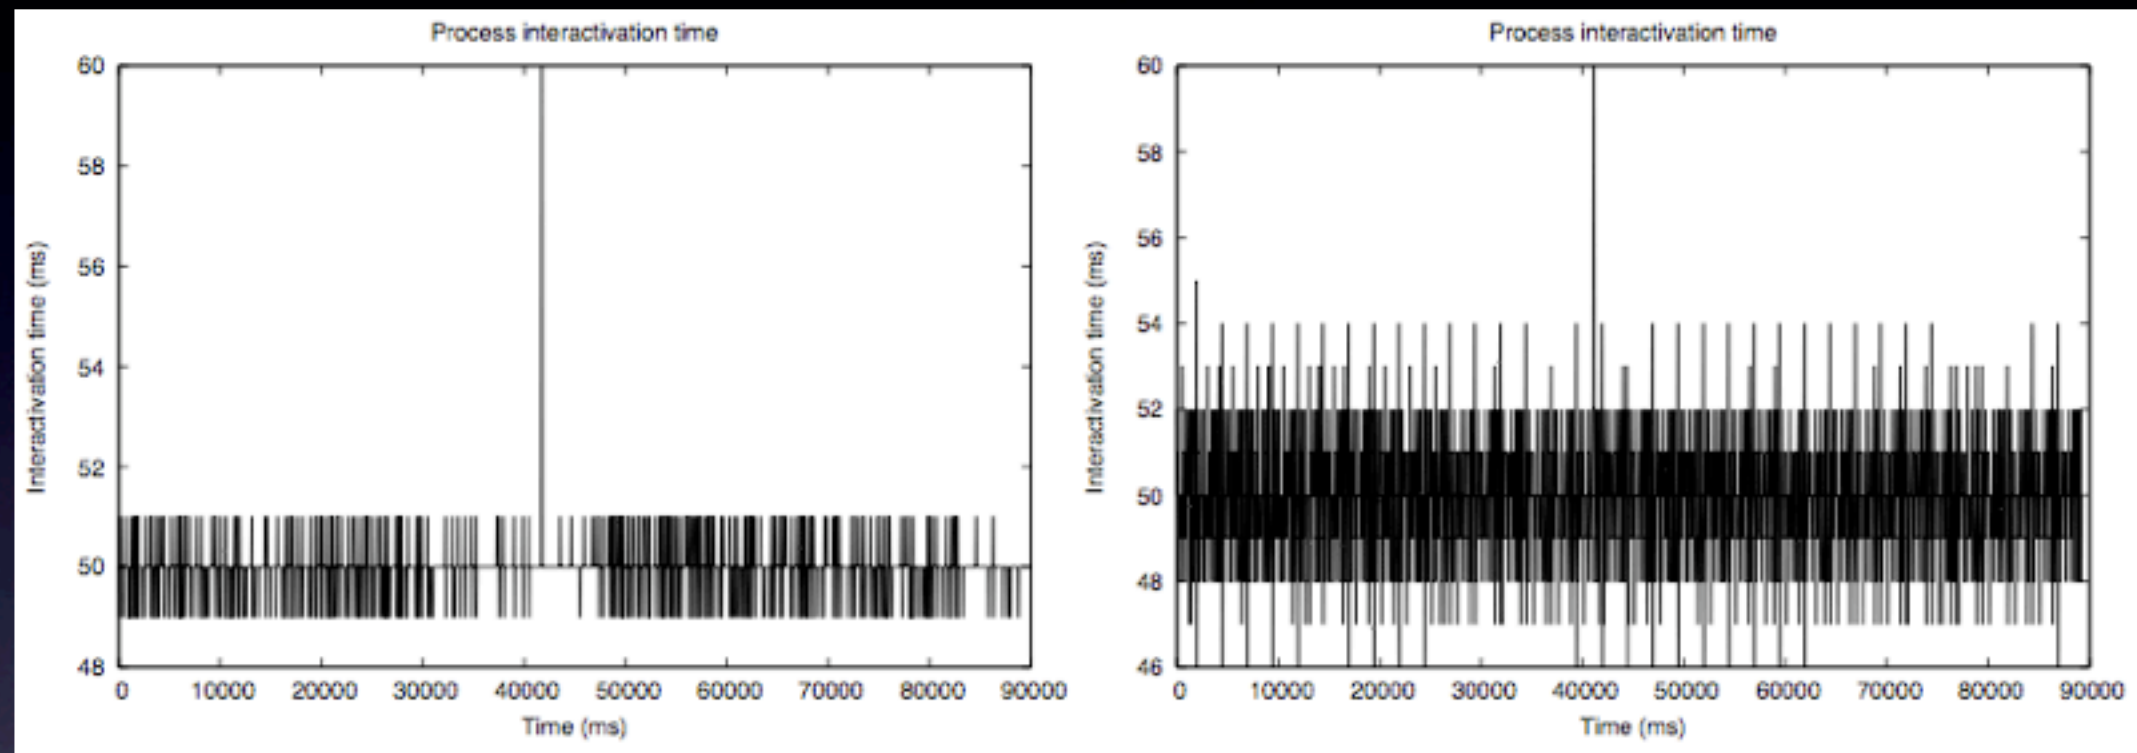 Process interactivation time
60
58
56
54
52
50
48
Interactivation time (ms)
0 10000 20000 30000 40000 50000 60000 70000 80000 90000
Time (ms)
Process interactivation time
60
58
56
54
52
50
48
46
Interactivation time (ms)
0 10000 20000 30000 40000 50000 60000 70000 80000 90000
Time (ms)